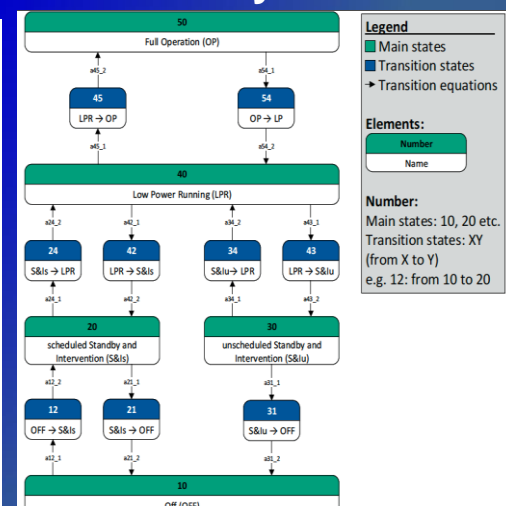 50
Full Operation (OP)
a45_2
a54_1
45
LPR → OP
54
OP → LP
a45_1
a54_2
40
Low Power Running (LPR)
a24_2
a42_1
a34_2
a43_1
24
S&Is → LPR
42
LPR → S&Is
34
S&Iu → LPR
43
LPR → S&Iu
a24_1
a42_2
a34_1
a43_2
20
scheduled Standby and
Intervention (S&Is)
30
unscheduled Standby and
Intervention (S&Iu)
a12_2
a21_1
a31_1
12
OFF → S&Is
21
S&Is → OFF
31
S&Iu → OFF
a12_1
a21_2
a31_2
10
Off (OFF)
Legend
Main states
Transition states
→ Transition equations
Elements:
Number
Name
Number:
Main states: 10, 20 etc.
Transition states: XY
(from X to Y)
e.g. 12: from 10 to 20